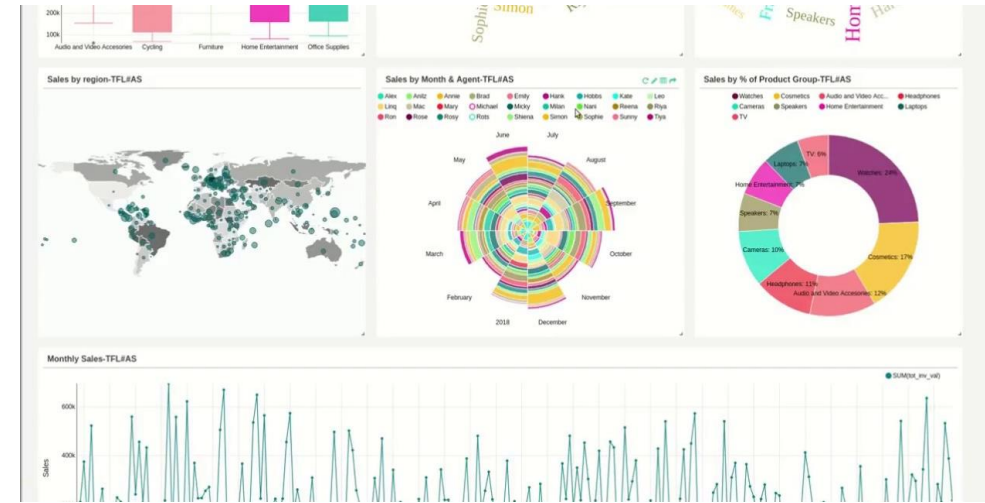 200k
100k
Audio and Video Accesories Cycling Furniture Home Entertainment Office Supplies
Sophie
Simon
Speakers
Hom
Sales by region-TFL#AS
Sales by Month & Agent-TFL#AS
Alex Anilz Annie Brad Emily Hank Hobbs Kate Leo
Linq Mac Mary Michael Micky Milan Nani Reena Riya
Ron Rose Rosy Rots Shiena Simon Sophie Sunny Tiya
June July
May August
April September
March October
February November
2018 December
Sales by % of Product Group-TFL#AS
Watches Cosmetics Audio and Video Acc... Headphones
Cameras Speakers Home Entertainment Laptops
TV
TV: 6%
Laptops: 7%
Watches: 24%
Home Entertainment: 7%
Speakers: 7%
Cameras: 10%
Cosmetics: 17%
Headphones: 11%
Audio and Video Accesories: 12%
Monthly Sales-TFL#AS
SUM(tot_inv_val)
600k
400k
Sales